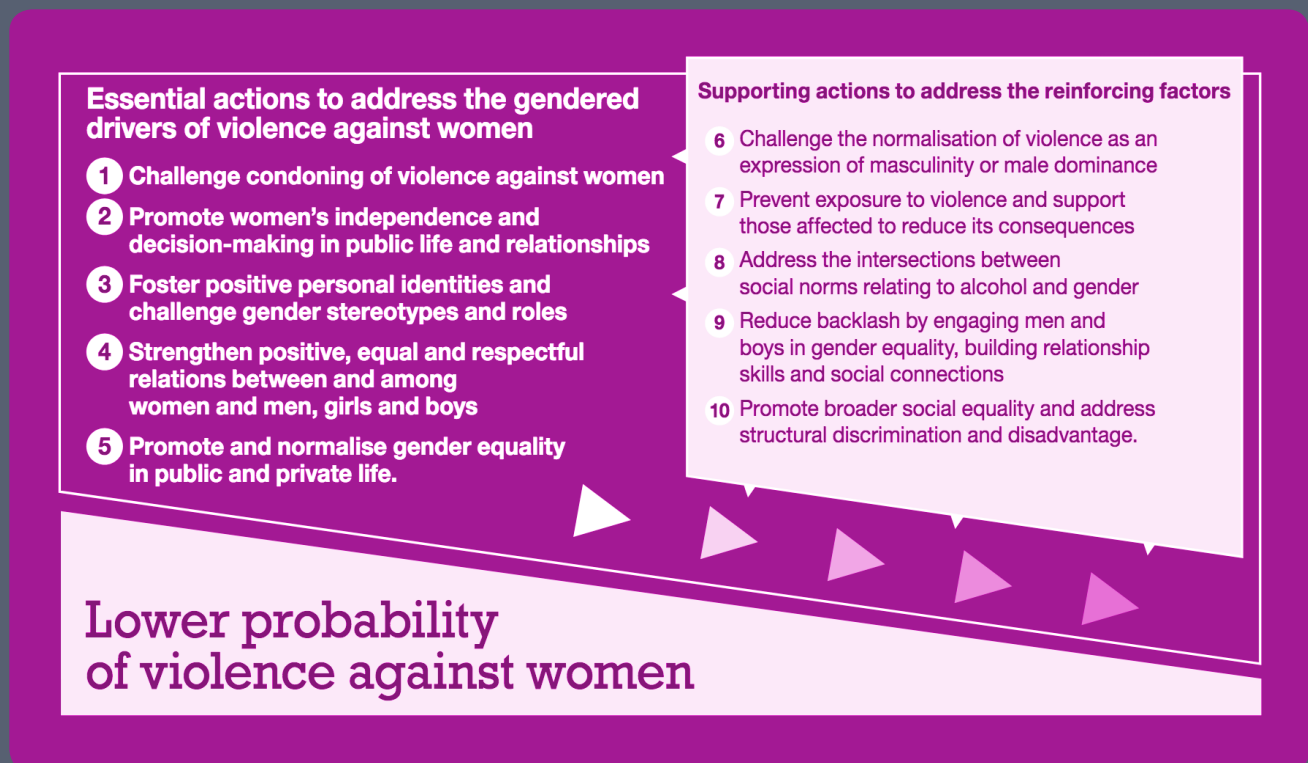 Essential actions to address the gendered
drivers of violence against women
1 Challenge condoning of violence against women
2 Promote women’s independence and
decision-making in public life and relationships
3 Foster positive personal identities and
challenge gender stereotypes and roles
4 Strengthen positive, equal and respectful
relations between and among
women and men, girls and boys
5 Promote and normalise gender equality
in public and private life.
Supporting actions to address the reinforcing factors
6 Challenge the normalisation of violence as an
expression of masculinity or male dominance
7 Prevent exposure to violence and support
those affected to reduce its consequences
8 Address the intersections between
social norms relating to alcohol and gender
9 Reduce backlash by engaging men and
boys in gender equality, building relationship
skills and social connections
10 Promote broader social equality and address
structural discrimination and disadvantage.
Lower probability
of violence against women